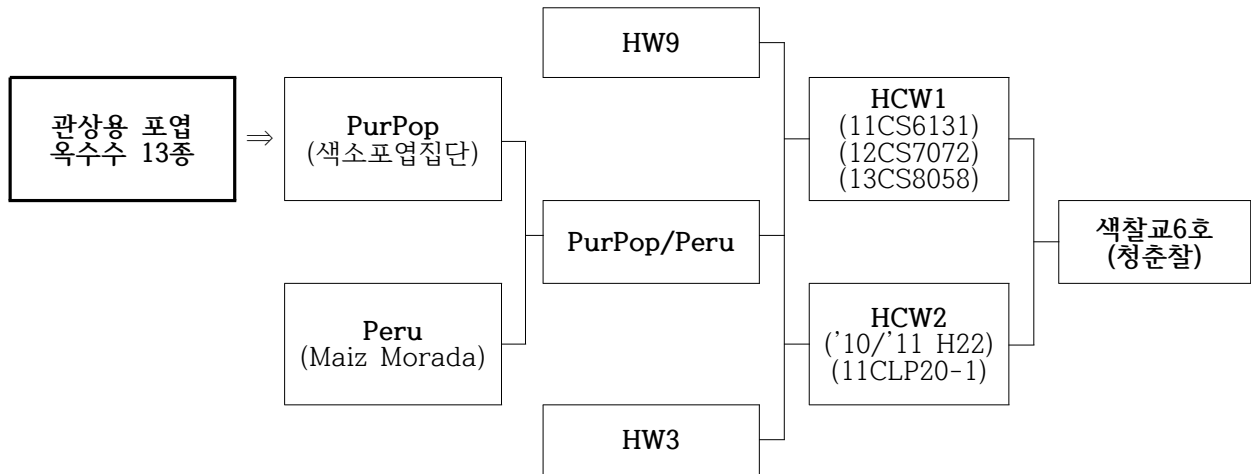 관상용 포엽
옥수수 13종
⇒
PurPop
(색소포엽집단)
Peru
(Maiz Morada)
HW9
PurPop/Peru
HW3
HCW1
(11CS6131)
(12CS7072)
(13CS8058)
HCW2
('10/'11 H22)
(11CLP20-1)
색찰교6호
(청춘찰)